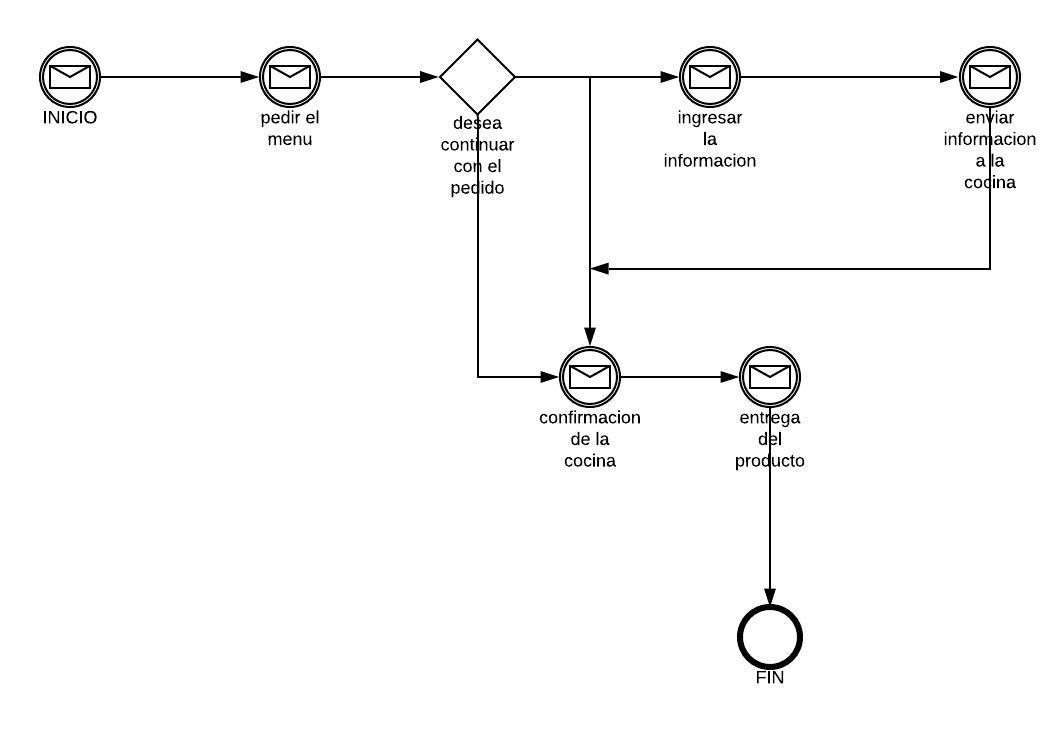 INICIO
pedir el
menu
desea
continuar
con el
pedido
ingresar
la
informacion
enviar
informacion
a la
cocina
confirmacion
de la
cocina
entrega
del
producto
FIN